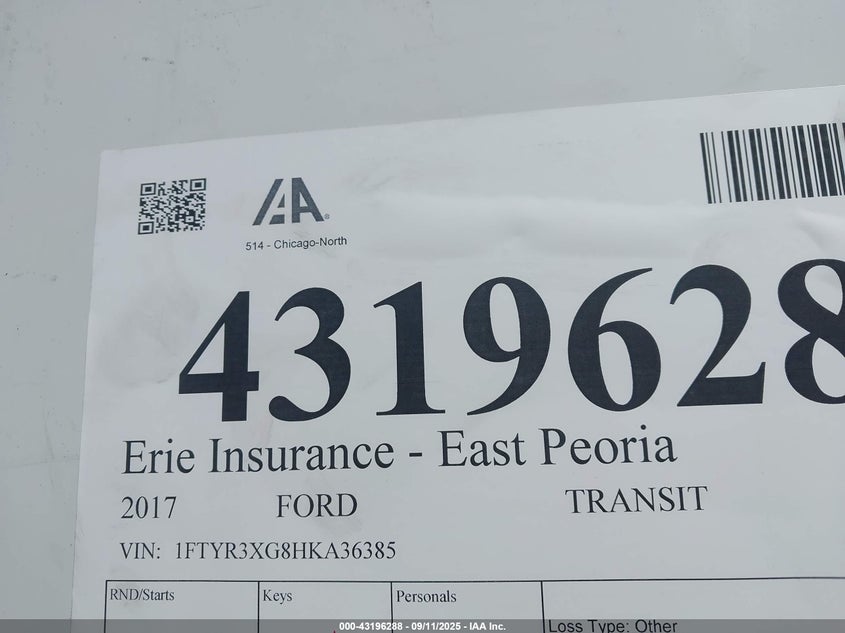 IAA
514 - Chicago-North
4319628
Erie Insurance - East Peoria
2017 FORD TRANSIT
VIN: 1FTYR3XG8HKA36385
RND/Starts Keys Personals
Loss Type: Other
000-43196288 - 09/11/2025 - IAA Inc.